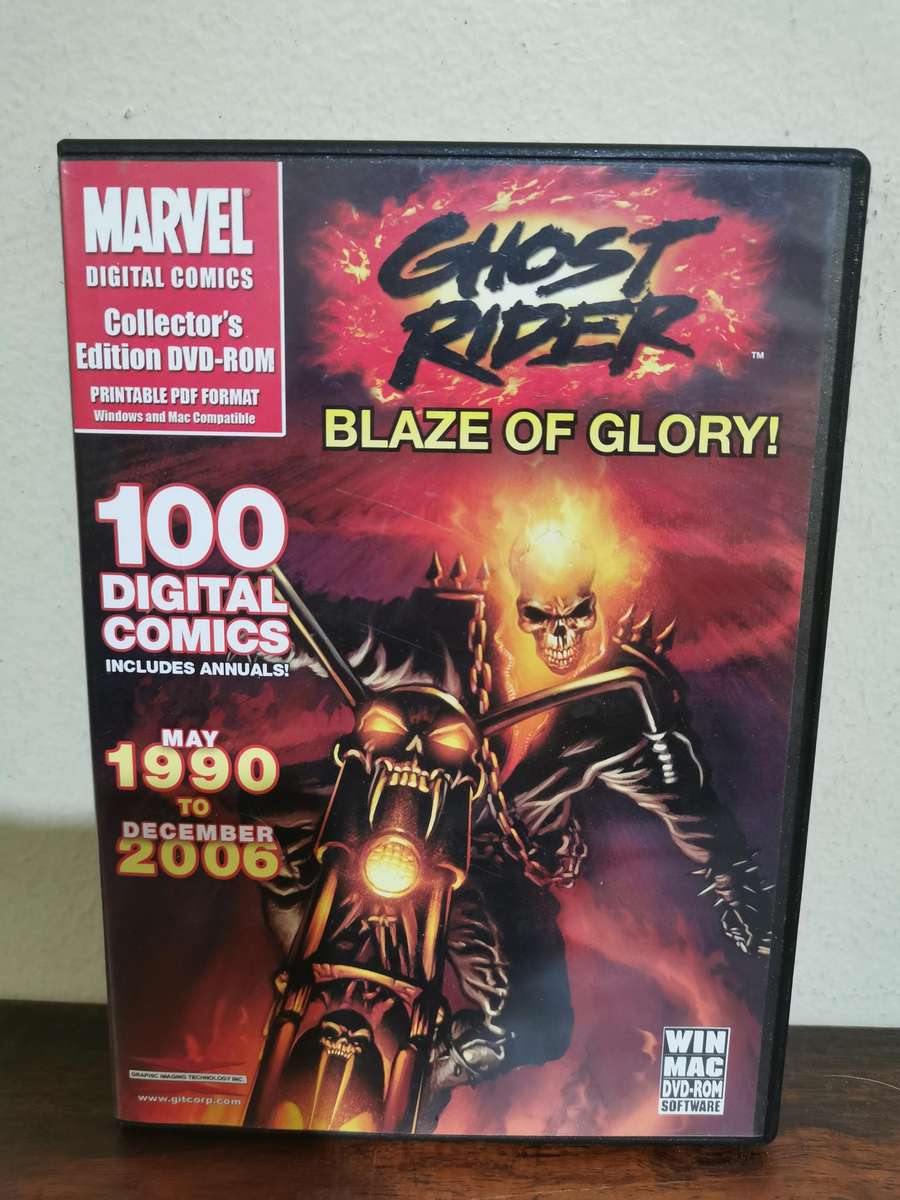 MARVEL®
DIGITAL COMICS
Collector's
Edition DVD-ROM
PRINTABLE PDF FORMAT
Windows and Mac Compatible
GHOST
RIDER™
BLAZE OF GLORY!
100
DIGITAL
COMICS
INCLUDES ANNUALS!
MAY
1990
TO
DECEMBER
2006
GRAPHIC IMAGING TECHNOLOGY INC.
www.gitcorp.com
WIN
MAC
DVD-ROM
SOFTWARE